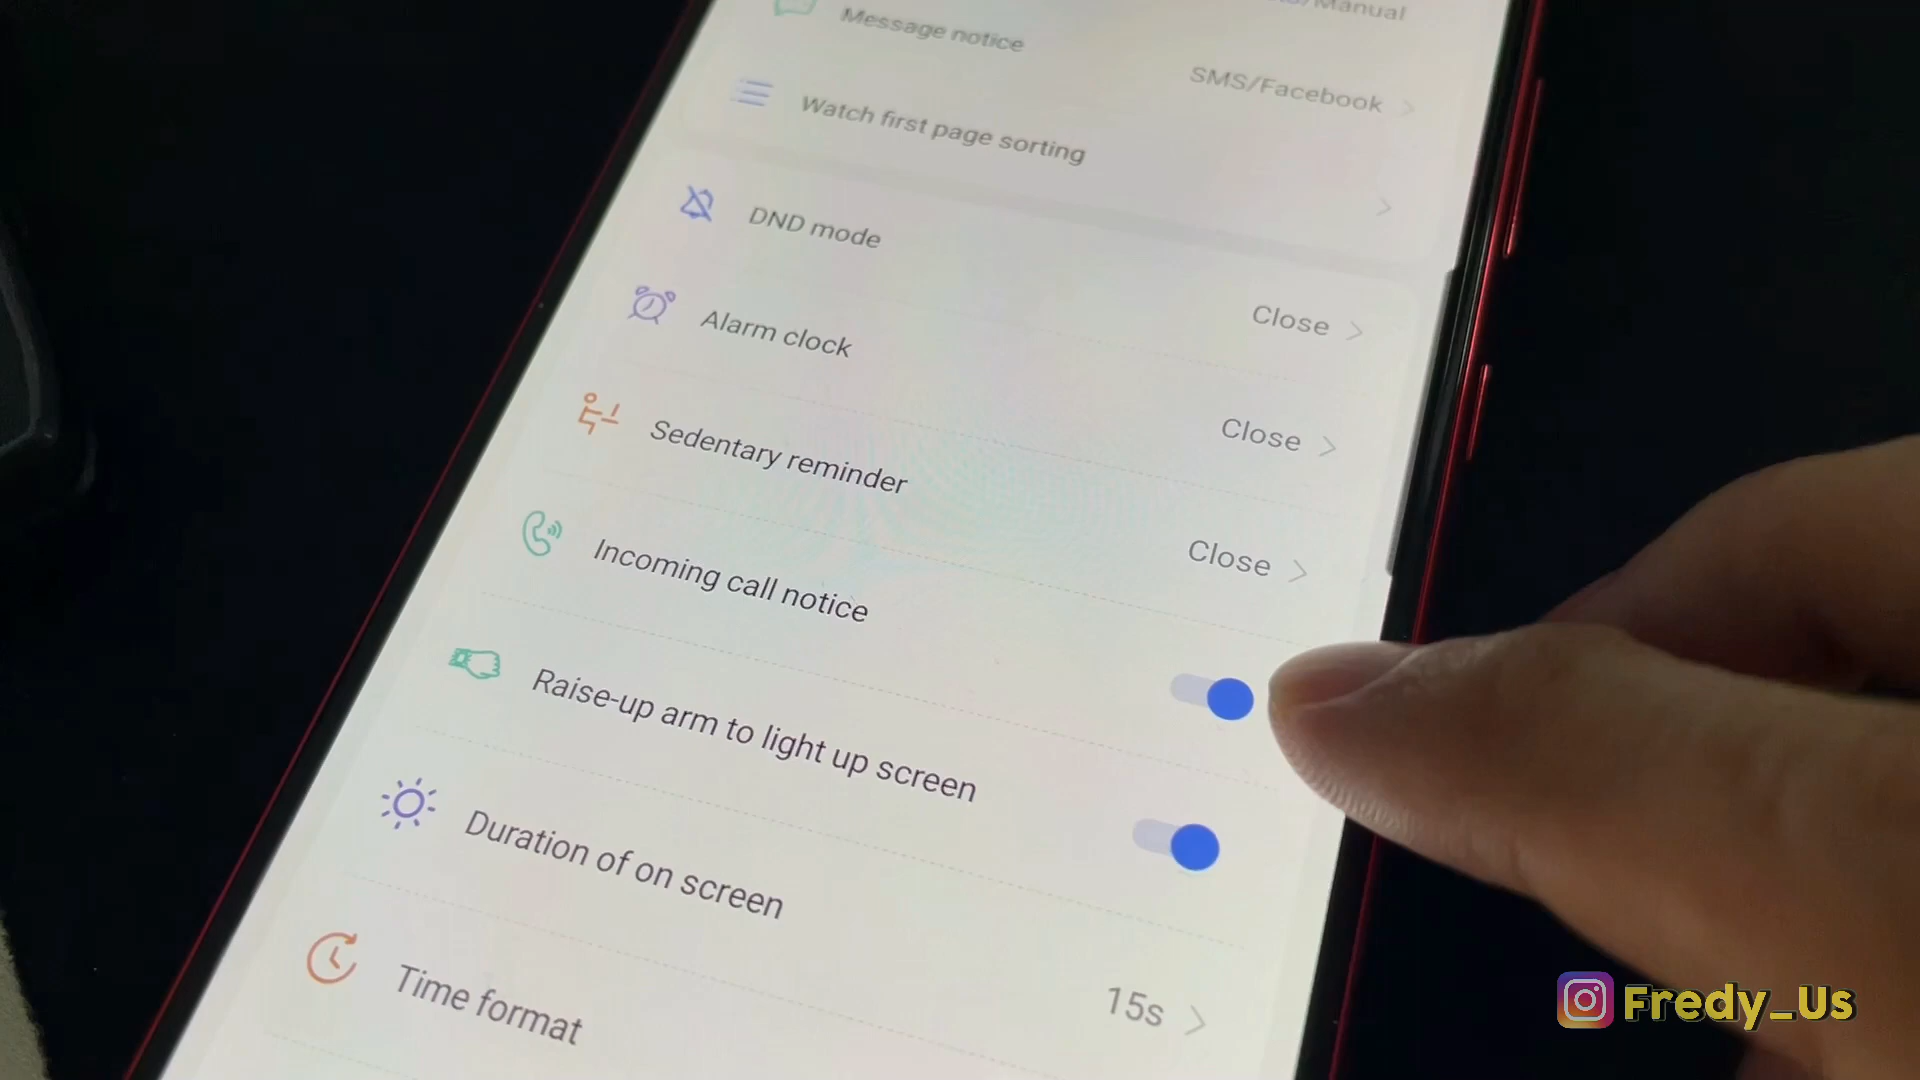 Manual
Message notice
SMS/Facebook
Watch first page sorting
DND mode
Close
Alarm clock
Close
Sedentary reminder
Close
Incoming call notice
Raise-up arm to light up screen
Duration of on screen
15s
Time format
Fredy_Us